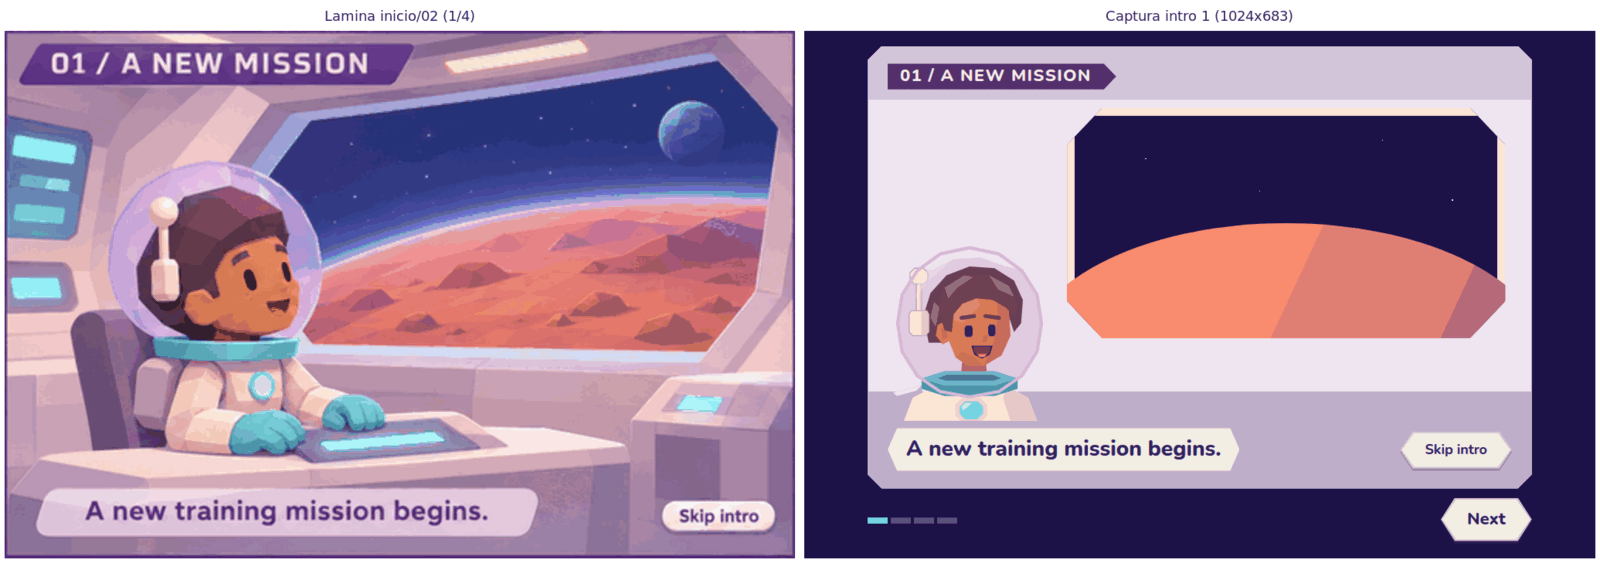 Lamina inicio/02 (1/4)
01 / A NEW MISSION
A new training mission begins.
Skip intro
Captura intro 1 (1024x683)
01 / A NEW MISSION
A new training mission begins.
Skip intro
Next